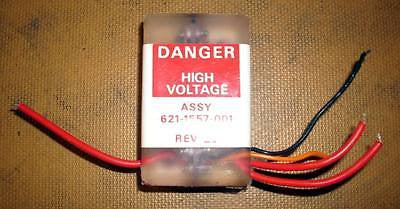 DANGER
HIGH
VOLTAGE
ASSY
621-1557-001
REV